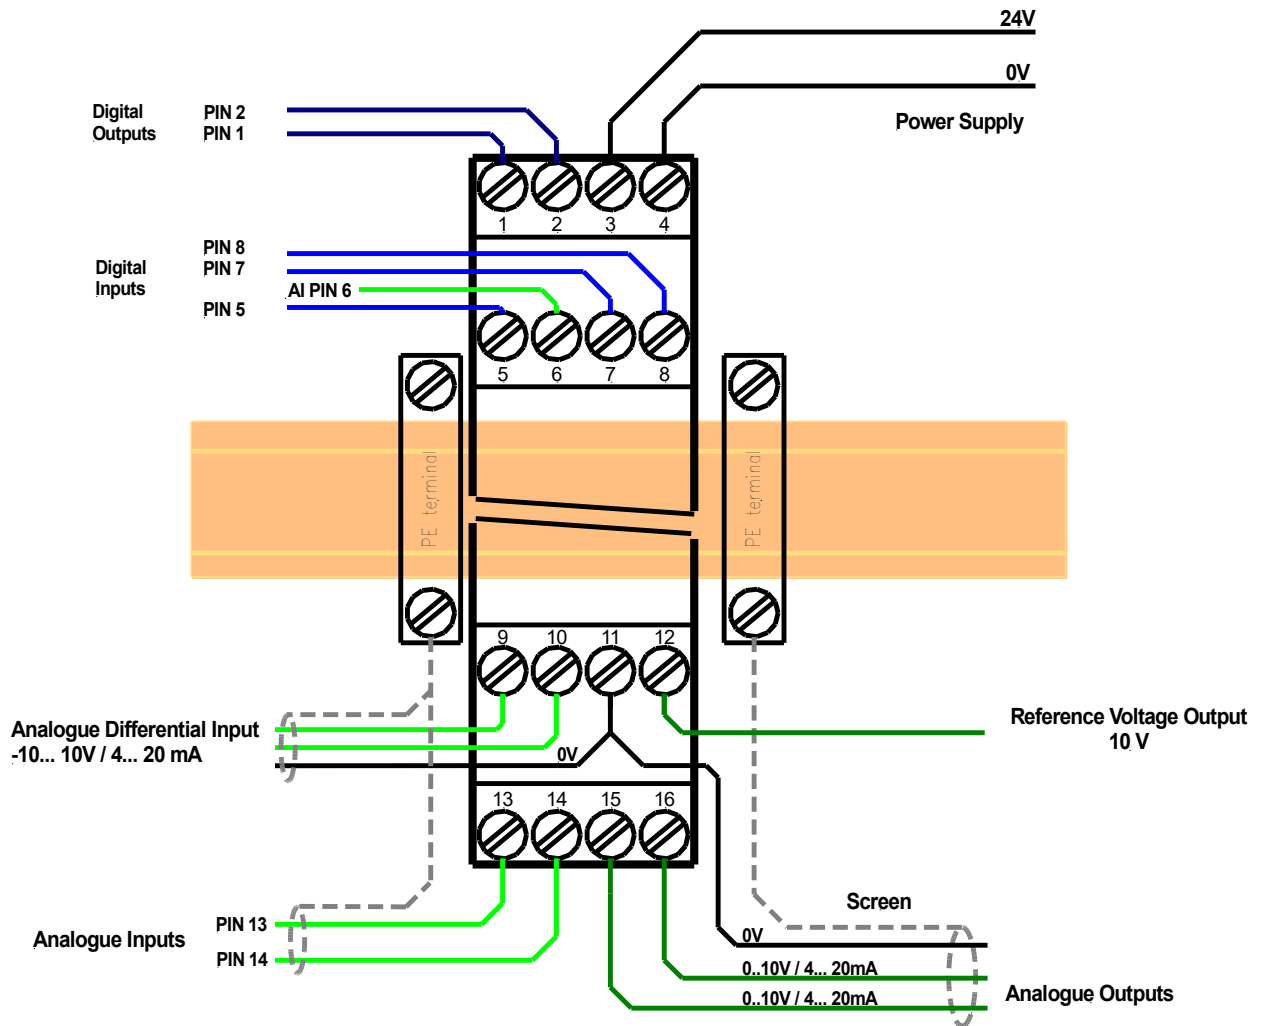 24V
0V
Power Supply
Digital
Outputs
PIN 2
PIN 1
1 2 3 4
Digital
Inputs
PIN 8
PIN 7
AI PIN 6
PIN 5
5 6 7 8
PE terminal
PE terminal
9 10 11 12
Analogue Differential Input
-10... 10V / 4... 20 mA
0V
Reference Voltage Output
10 V
13 14 15 16
Analogue Inputs
PIN 13
PIN 14
Screen
0V
0..10V / 4... 20mA
0..10V / 4... 20mA
Analogue Outputs